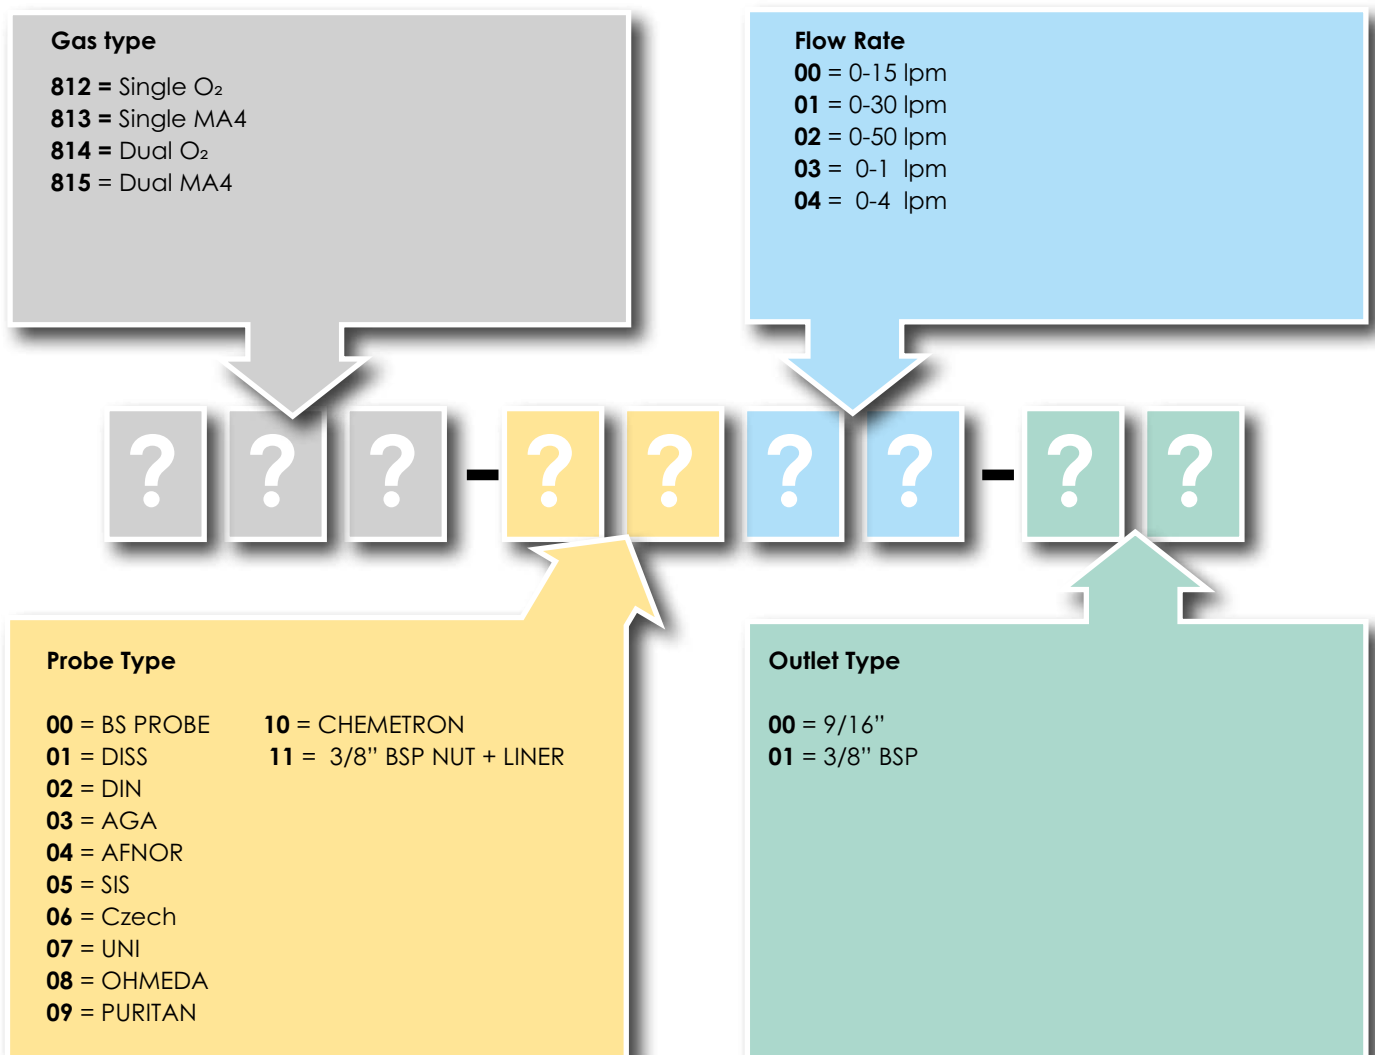 Gas type
812 = Single O₂
813 = Single MA4
814 = Dual O₂
815 = Dual MA4
Flow Rate
00 = 0-15 lpm
01 = 0-30 lpm
02 = 0-50 lpm
03 = 0-1 lpm
04 = 0-4 lpm
? ? ? - ? ? ? ? - ? ?
Probe Type
00 = BS PROBE
01 = DISS
02 = DIN
03 = AGA
04 = AFNOR
05 = SIS
06 = Czech
07 = UNI
08 = OHMEDA
09 = PURITAN
10 = CHEMETRON
11 = 3/8” BSP NUT + LINER
Outlet Type
00 = 9/16”
01 = 3/8” BSP